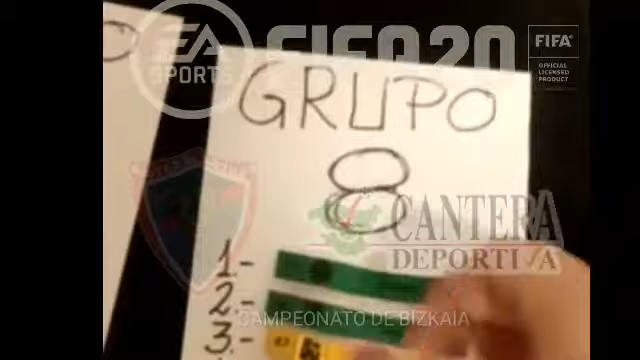 EA
SPORTS
FIFA 20
FIFA
OFFICIAL
LICENSED
PRODUCT
GRUPO
8
CANTERA
DEPORTIVA
1-
2-
3-
CAMPEONATO DE BIZKAIA